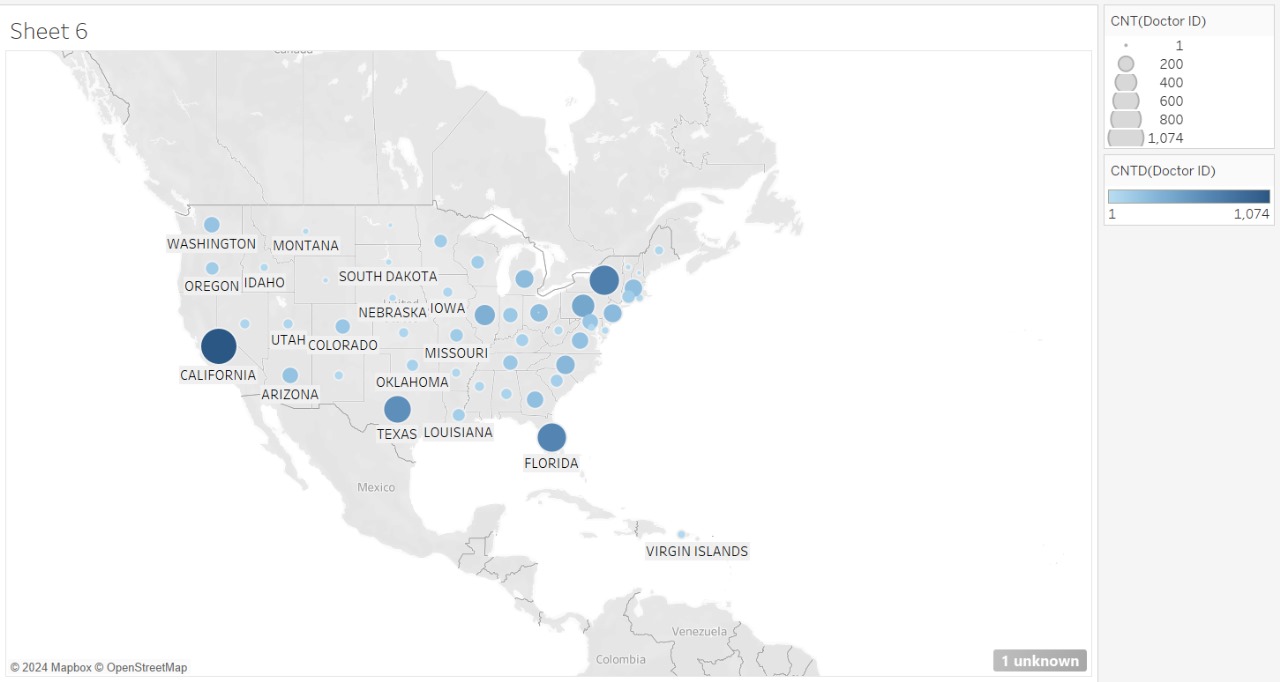 Sheet 6
CNT(Doctor ID)
1
200
400
600
800
1,074
CNTD(Doctor ID)
1
1,074
WASHINGTON
MONTANA
OREGON
IDAHO
SOUTH DAKOTA
NEBRASKA
IOWA
UTAH
COLORADO
MISSOURI
CALIFORNIA
ARIZONA
OKLAHOMA
TEXAS
LOUISIANA
FLORIDA
Mexico
VIRGIN ISLANDS
Venezuela
Colombia
© 2024 Mapbox © OpenStreetMap
1 unknown